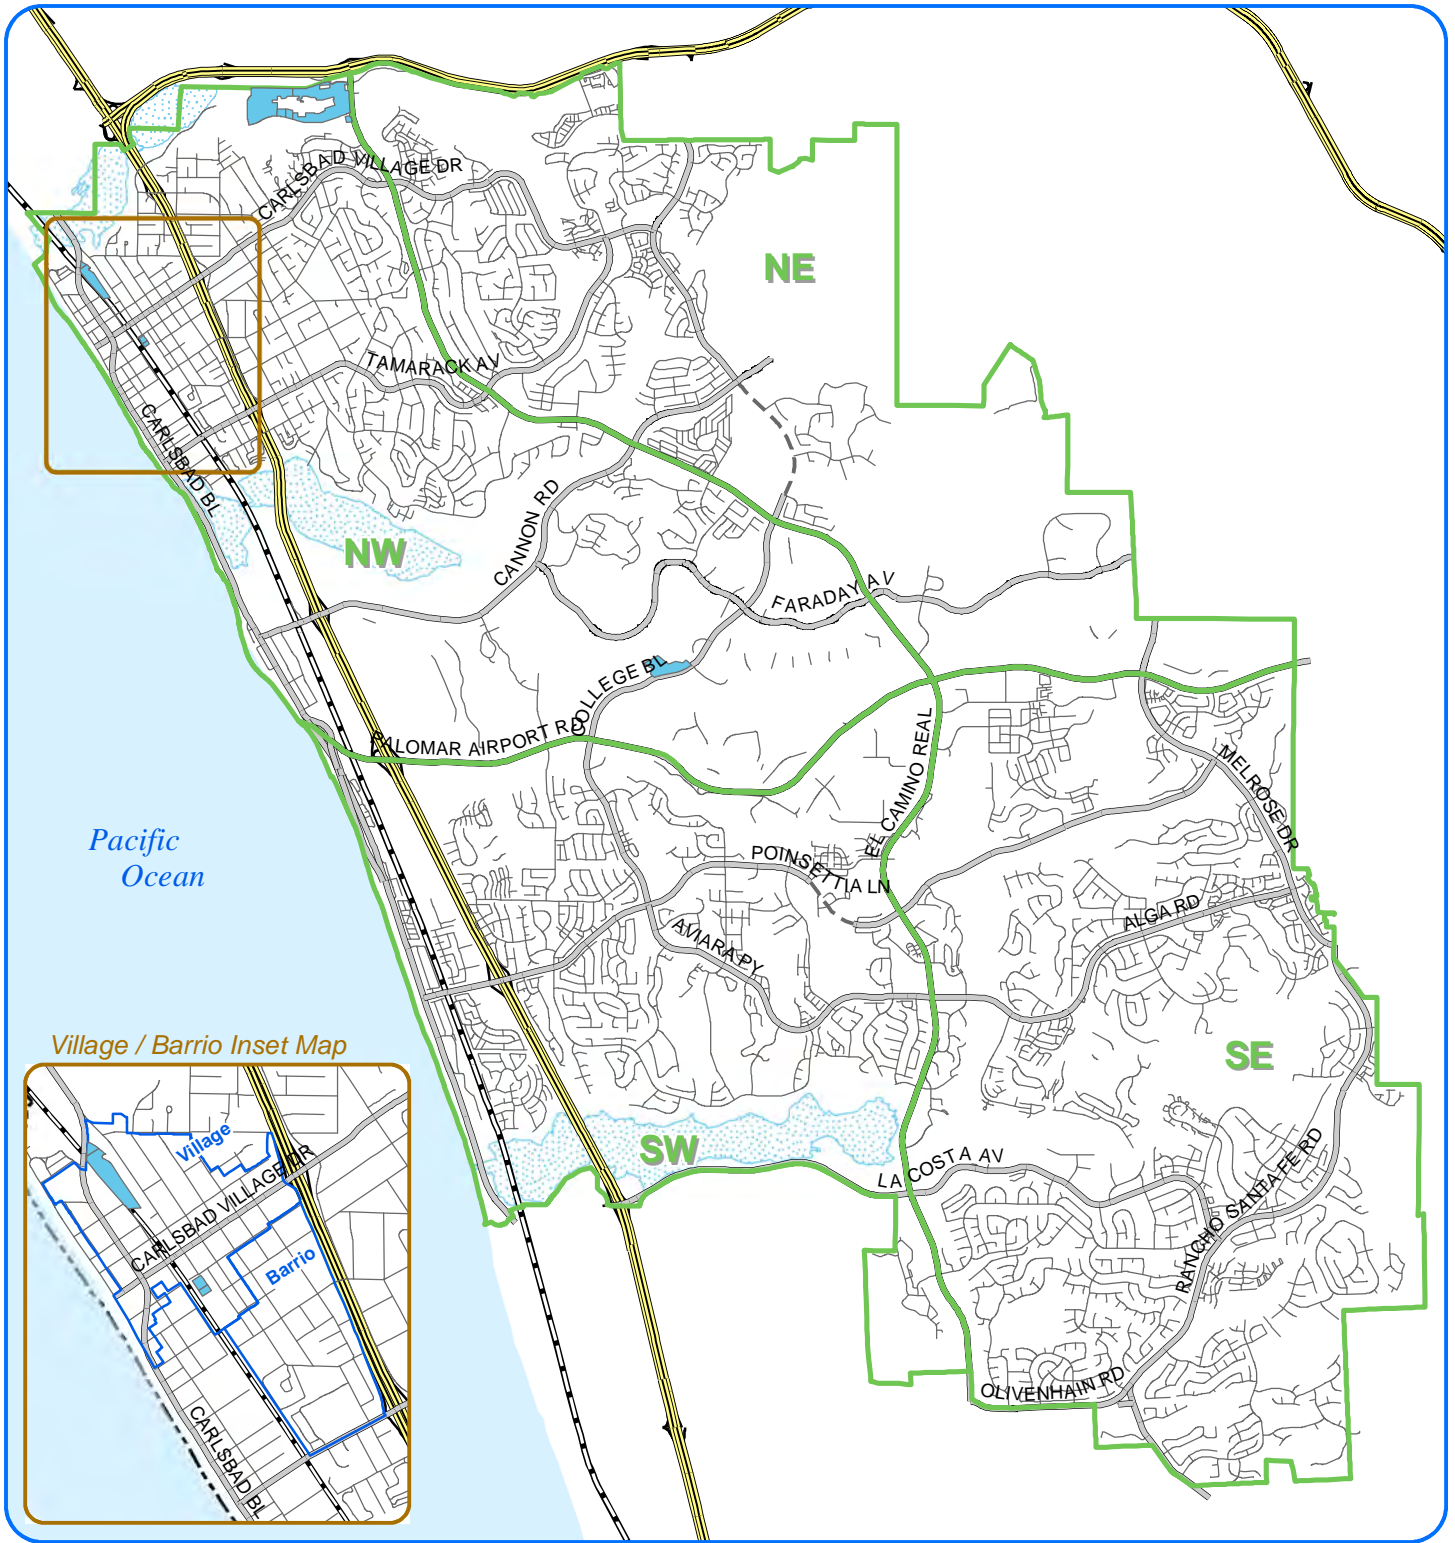 CARLSBAD VILLAGE DR
NE
TAMARACK AV
CARLSBAD BL
CANNON RD
NW
FARADAY AV
COLLEGE BL
PALOMAR AIRPORT RD
EL CAMINO REAL
MELROSE DR
Pacific
Ocean
POINSETTIA LN
ALGA RD
AVIARA PY
Village / Barrio Inset Map
SE
SW
LA COSTA AV
RANCHO SANTA FE RD
OLIVENHAIN RD
Village
CARLSBAD VILLAGE DR
Barrio
CARLSBAD BL